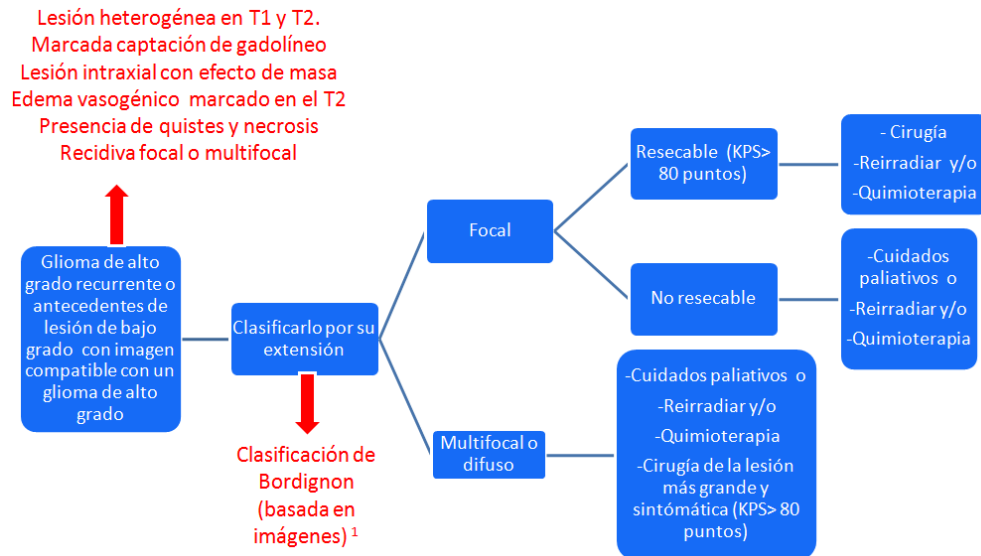 Lesión heterogénea en T1 y T2.
Marcada captación de gadolíneo
Lesión intraxial con efecto de masa
Edema vasogénico marcado en el T2
Presencia de quistes y necrosis
Recidiva focal o multifocal
Glioma de alto
grado recurrente o
antecedentes de
lesión de bajo
grado con imagen
compatible con un
glioma de alto
grado
Clasificarlo por su
extensión
Clasificación de
Bordignon
(basada en
imágenes) 1
Focal
Resecable (KPS>
80 puntos)
- Cirugía
-Reirradiar y/o
-Quimioterapia
No resecable
-Cuidados
paliativos o
-Reirradiar y/o
-Quimioterapia
Multifocal o
difuso
-Cuidados paliativos o
-Reirradiar y/o
-Quimioterapia
-Cirugía de la lesión
más grande y
sintómática (KPS> 80
puntos)